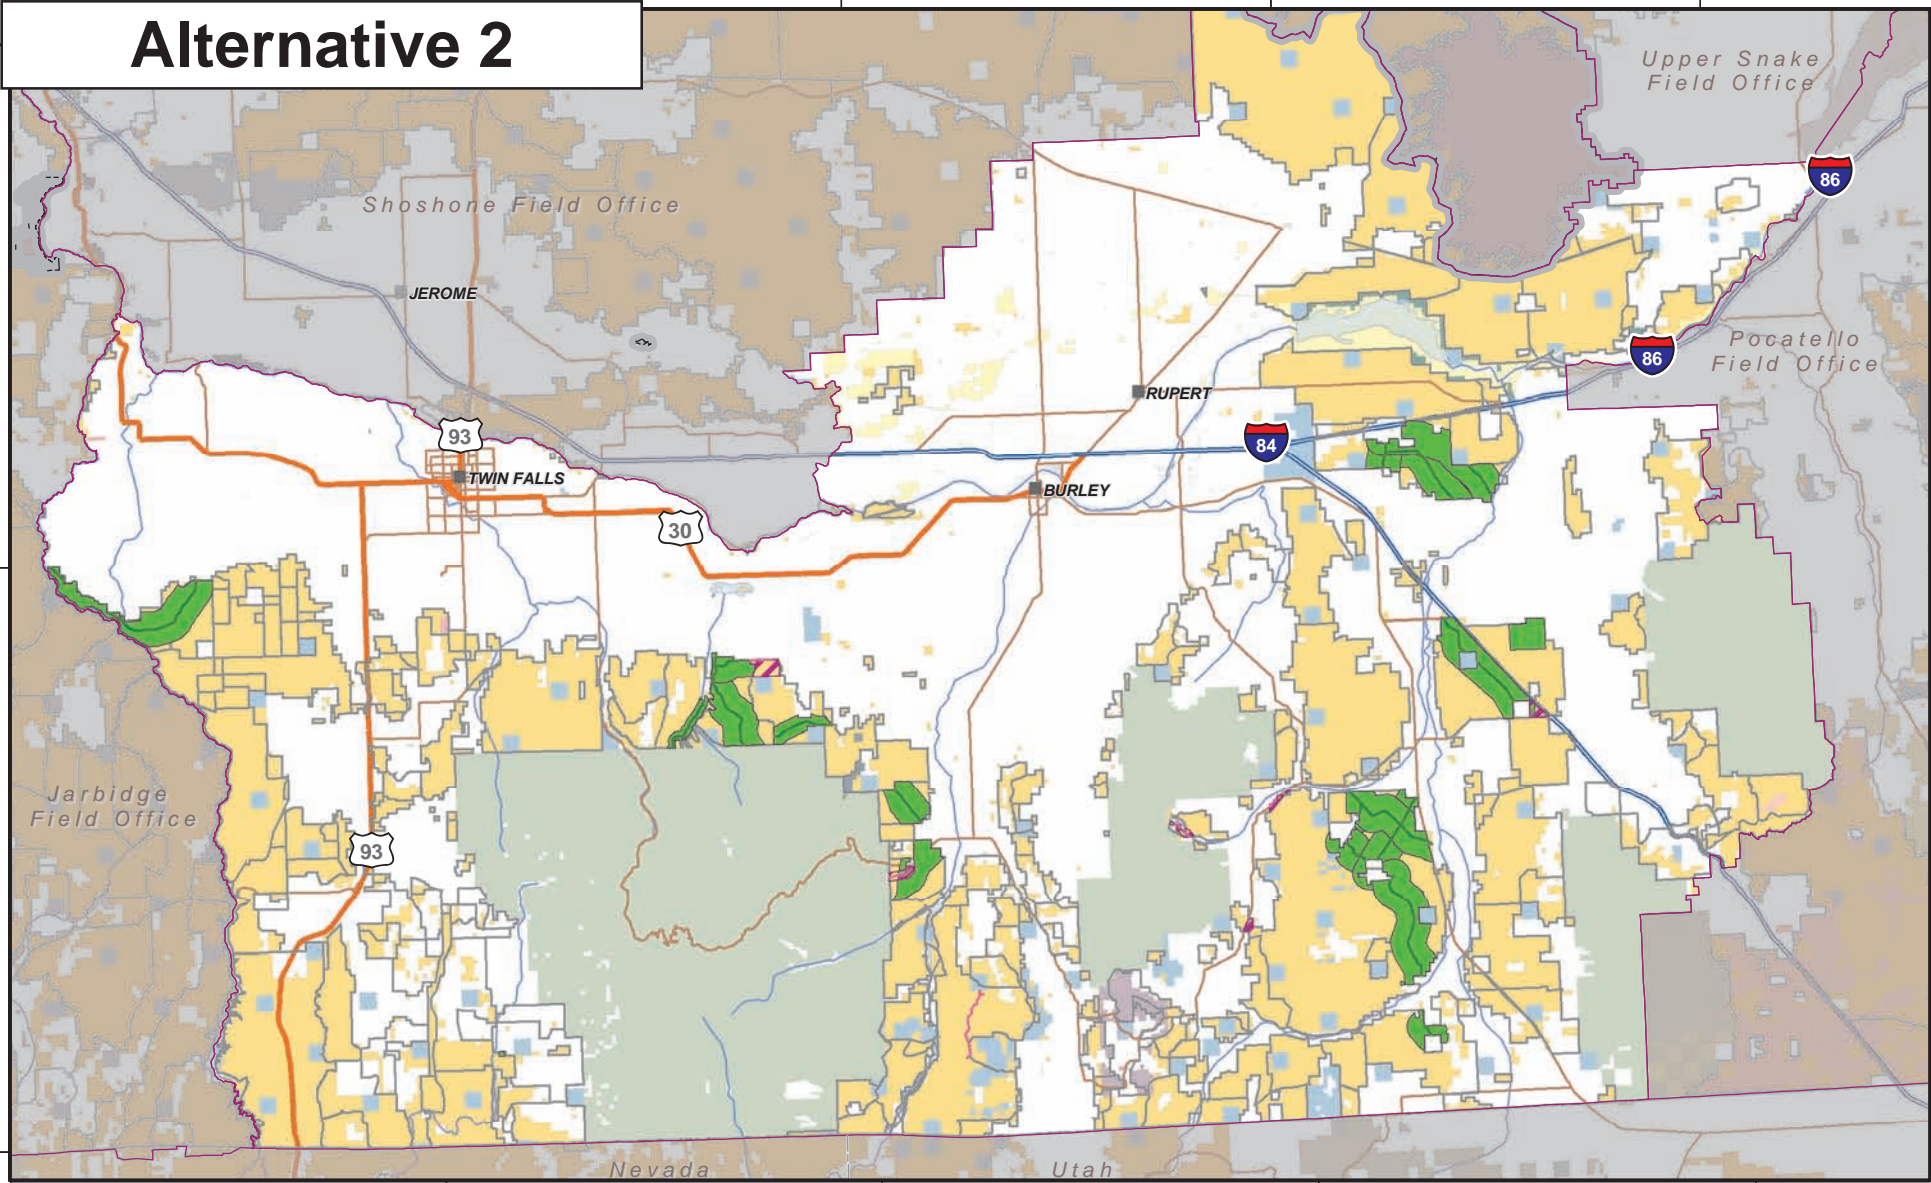 Alternative 2
Upper Snake
Field Office
86
Shoshone Field Office
JEROME
Pocatello
Field Office
86
RUPERT
93
84
TWIN FALLS
BURLEY
30
Jarbidge
Field Office
93
Nevada
Utah